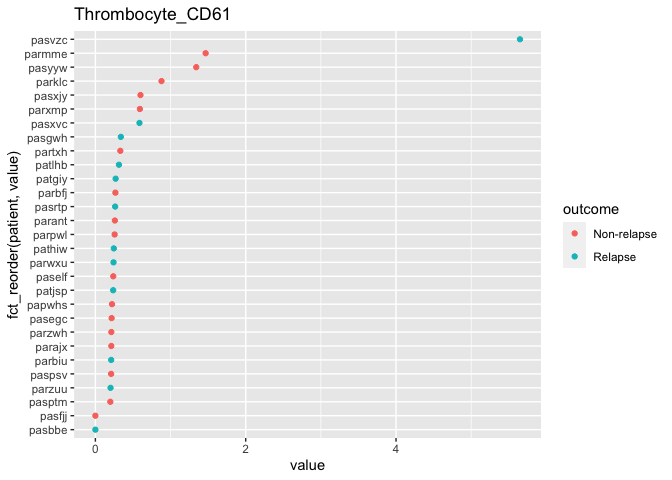 Thrombocyte_CD61
fct_reorder(patient, value)
pasvzc
parmme
pasyyw
parklc
pasxjy
parxmp
pasxvc
pasgwh
partxh
patlhb
patgiy
parbfj
pasrtp
parant
parpwl
pathiw
parwxu
paself
patjsp
papwhs
pasegc
parzwh
parajx
parbiu
paspsv
parzuu
pasptm
pasfjj
pasbbe
0 2 4
value
outcome
Non-relapse
Relapse